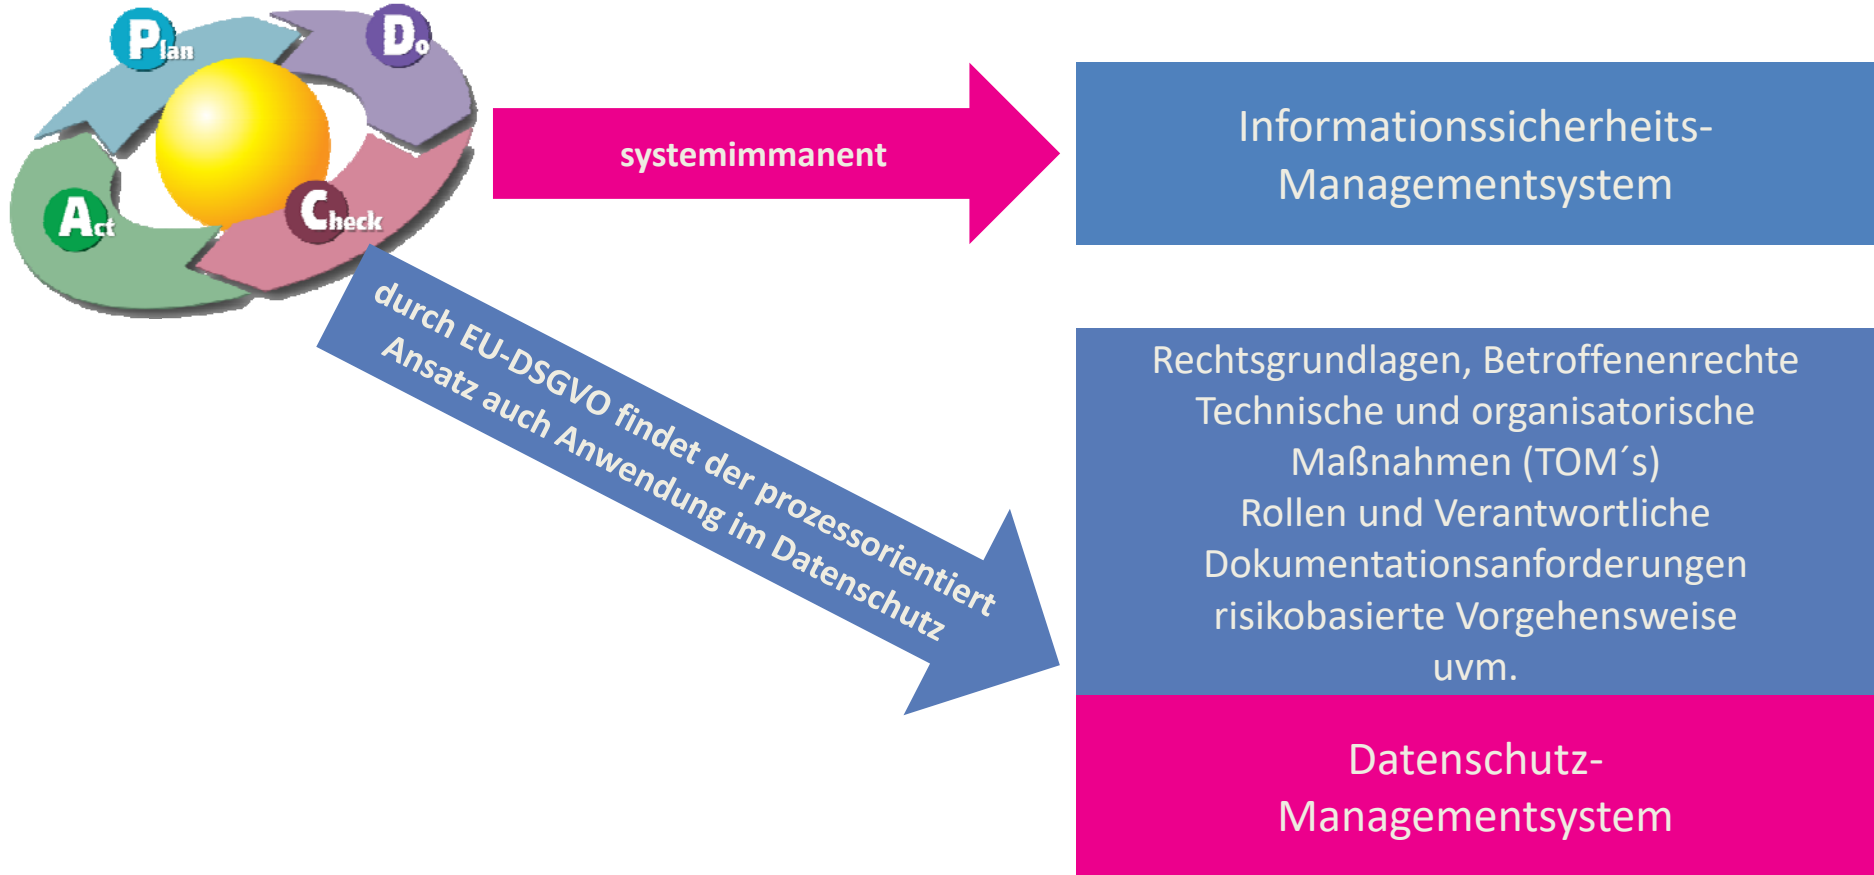 Plan
Do
Check
Act
systemimmanent
Informationssicherheits-
Managementsystem
durch EU-DSGVO findet der prozessorientiert
Ansatz auch Anwendung im Datenschutz
Rechtsgrundlagen, Betroffenenrechte
Technische und organisatorische
Maßnahmen (TOM´s)
Rollen und Verantwortliche
Dokumentationsanforderungen
risikobasierte Vorgehensweise
uvm.
Datenschutz-
Managementsystem